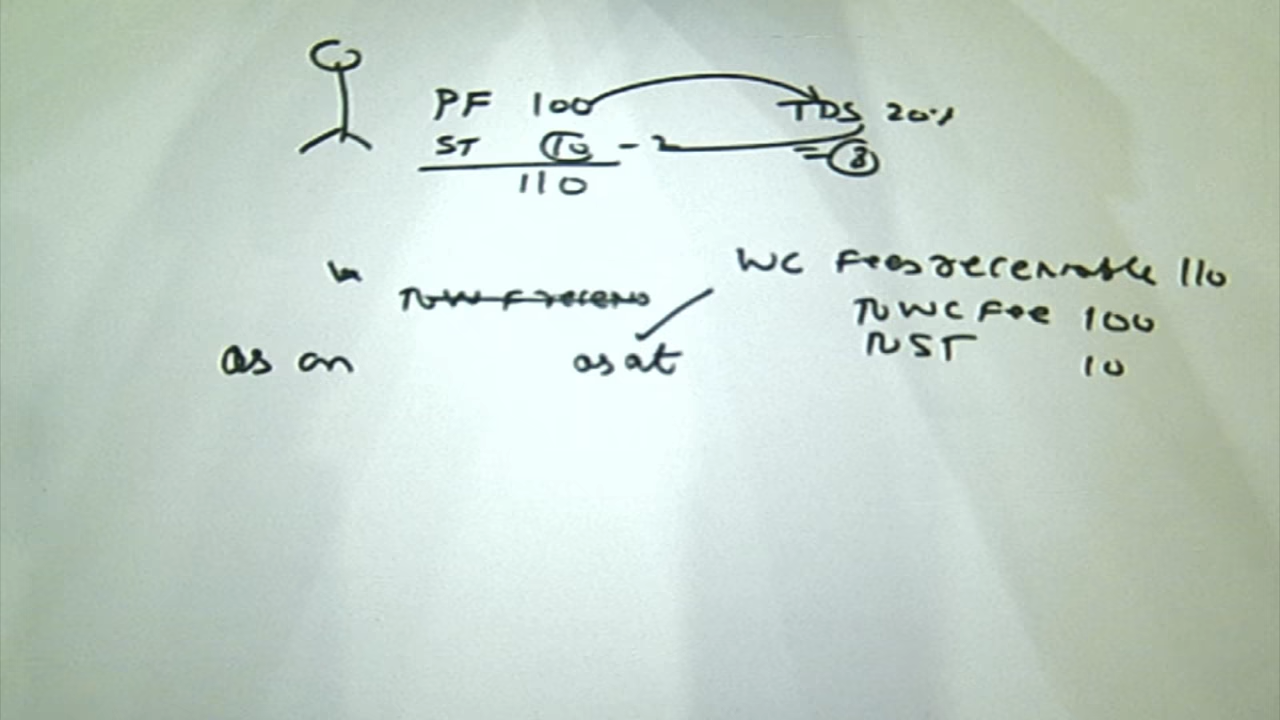 PF 100 TDS 20%
ST 10 - 2 = 8
110
WC Fees receivable 110
To WC Fee 100
To ST 10
as on as at